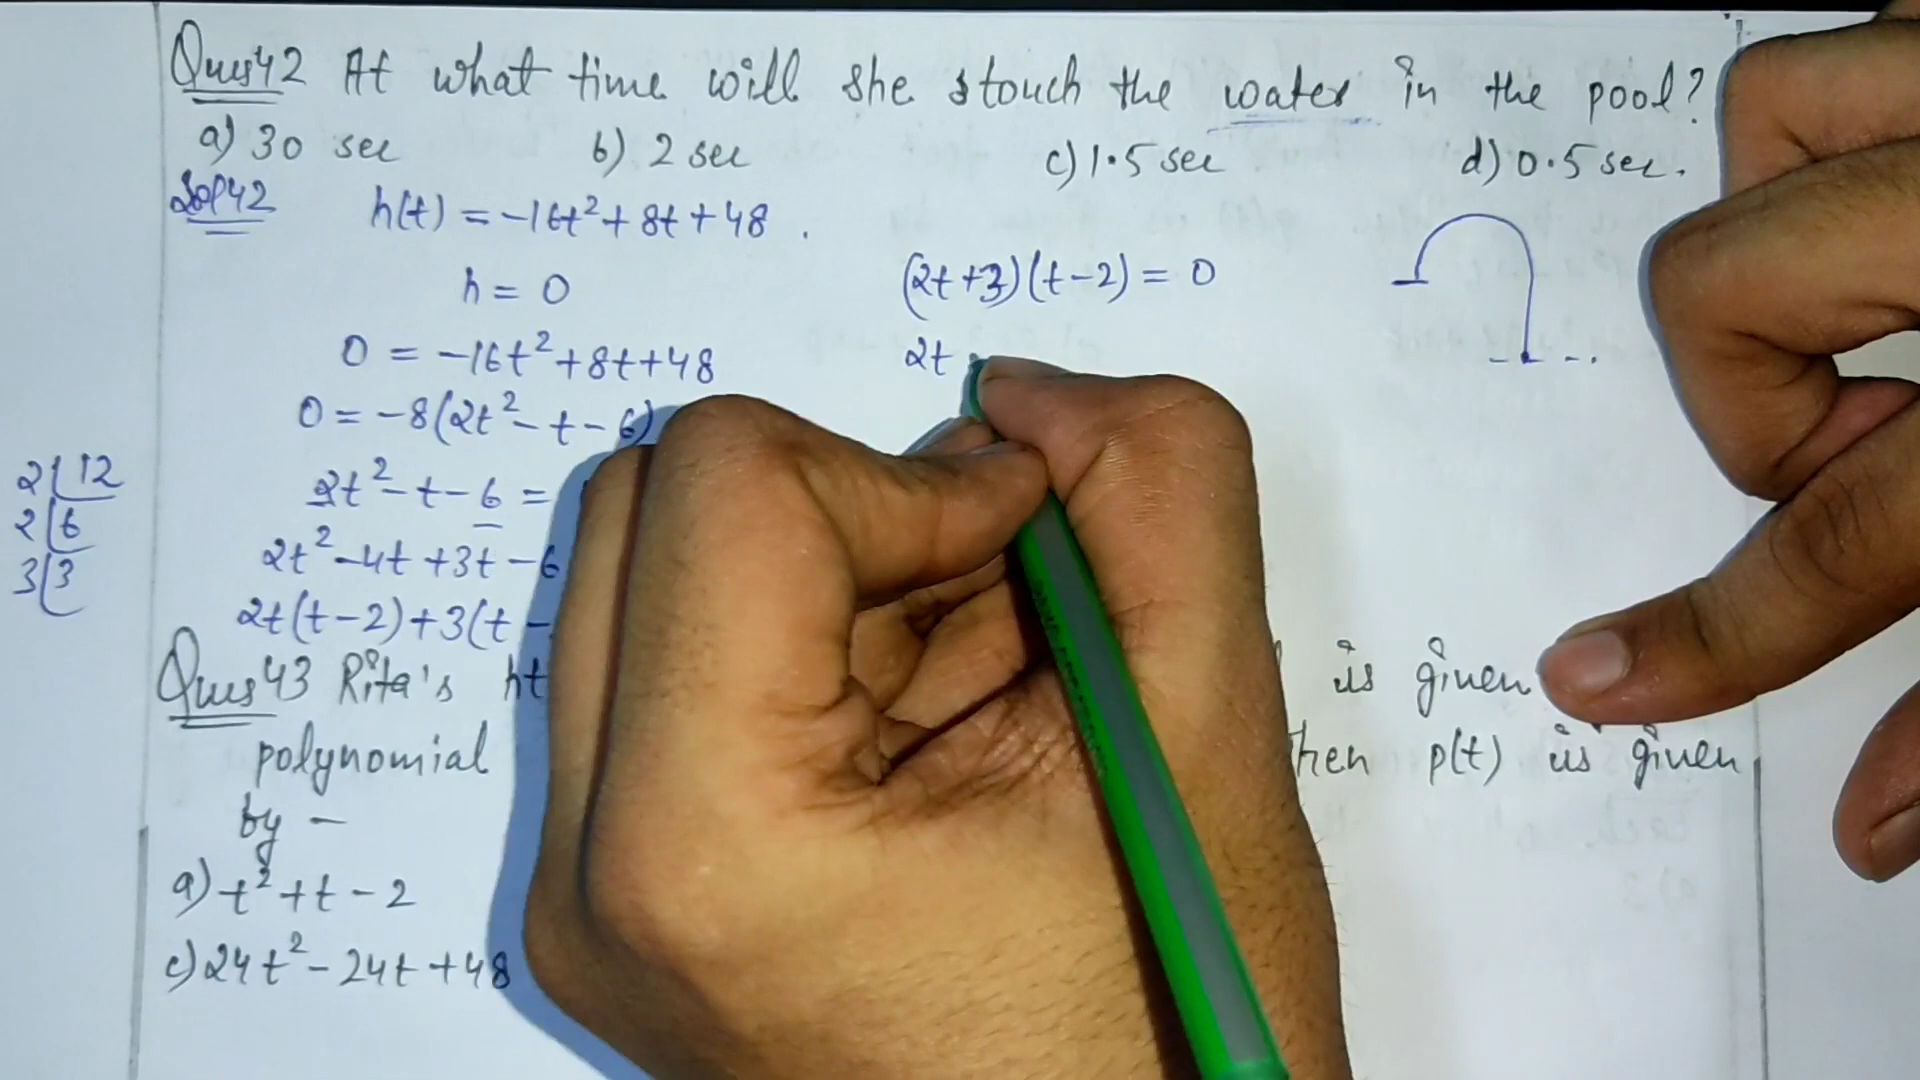 Ques42 At what time will she touch the water in the pool?
a) 30 sec b) 2 sec c) 1.5 sec d) 0.5 sec.
Sol42 h(t) = -16t²+8t+48.
h = 0
0 = -16t²+8t+48
0 = -8(2t²-t-6)
2t²-t-6 =
2t²-4t+3t-6
2t(t-2)+3(t-
2 12
2 6
3 3
(2t+3)(t-2) = 0
2t
Ques43 Rita's ht is given
polynomial then p(t) is given
by -
a) t²+t-2
c) 24t²-24t+48